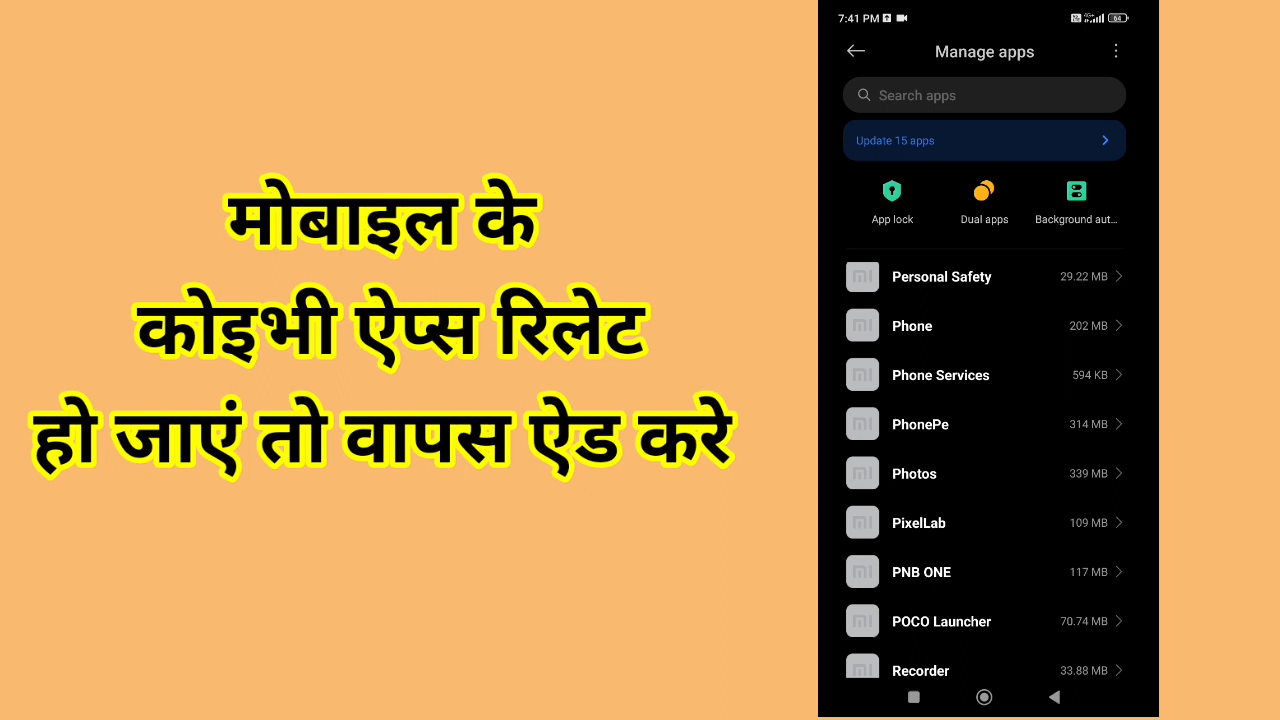 मोबाइल के
कोइभी ऐप्स रिलेट
हो जाएं तो वापस ऐड करे
7:41 PM
4G+
64
Manage apps
Search apps
Update 15 apps
App lock
Dual apps
Background aut...
Personal Safety 29.22 MB
Phone 202 MB
Phone Services 594 KB
PhonePe 314 MB
Photos 339 MB
PixelLab 109 MB
PNB ONE 117 MB
POCO Launcher 70.74 MB
Recorder 33.88 MB